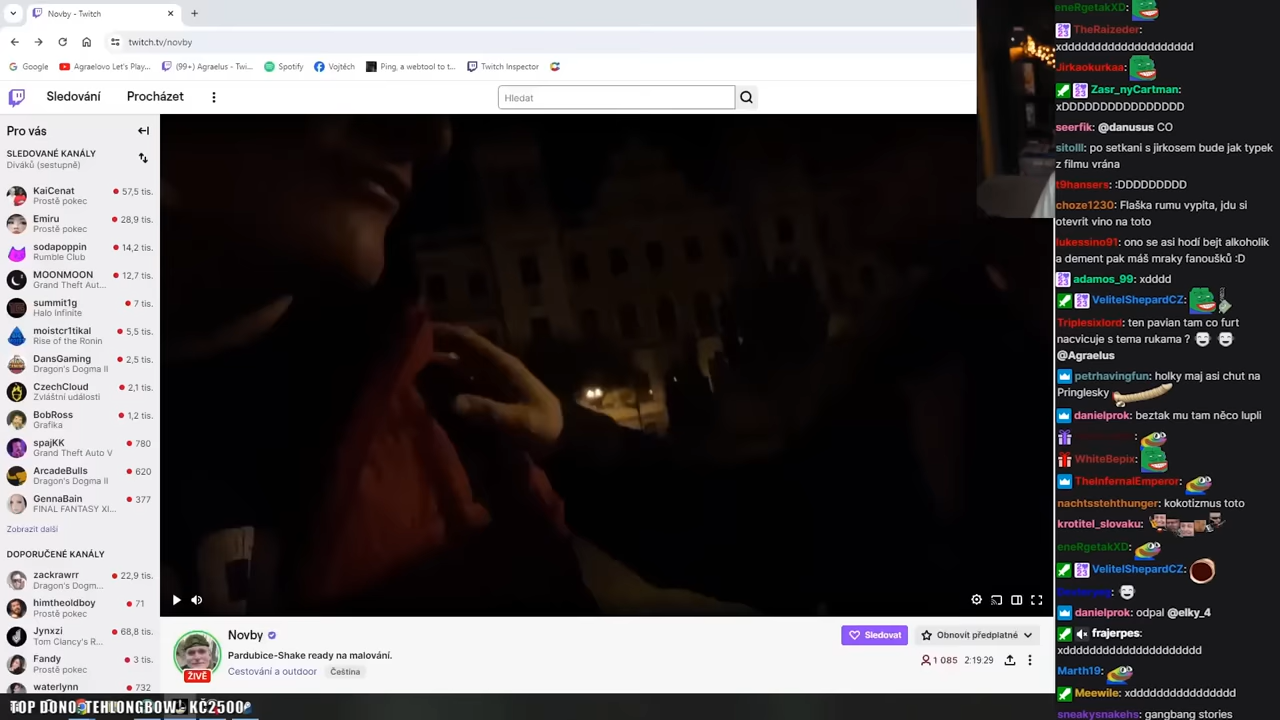 Novby - Twitch
twitch.tv/novby
Google
Agraelovo Let's Play...
(99+) Agraelus - Twi...
Spotify
Vojtěch
Ping, a webtool to t...
Twitch Inspector
Sledování
Procházet
Hledat
Pro vás
SLEDOVANÉ KANÁLY
Diváků (sestupně)
KaiCenat
57,5 tis.
Prostě pokec
Emiru
28,9 tis.
Prostě pokec
sodapoppin
14,2 tis.
Rumble Club
MOONMOON
12,7 tis.
Grand Theft Aut...
summit1g
7 tis.
Halo Infinite
moistcr1tikal
5,5 tis.
Rise of the Ronin
DansGaming
2,5 tis.
Dragon's Dogma II
CzechCloud
2,1 tis.
Zvláštní události
BobRoss
1,2 tis.
Grafika
spajKK
780
Grand Theft Auto V
ArcadeBulls
620
Dragon's Dogma II
GennaBain
377
FINAL FANTASY XI...
Zobrazit další
DOPORUČENÉ KANÁLY
zackrawrr
22,9 tis.
Dragon's Dogm...
himtheoldboy
71
Prostě pokec
Jynxzi
68,8 tis.
Tom Clancy's R...
Fandy
3 tis.
Prostě pokec
waterlynn
732
TOP DONO: TEHLONGBOW - KČ2500
ŽIVĚ
Novby
Pardubice-Shake ready na malování.
Cestování a outdoor
Čeština
Sledovat
Obnovit předplatné
1 085
2:19:29
eneRgetakXD:
TheRaizeder:
xdddddddddddddddddddd
Jirkaokurkaa:
Zasr_nyCartman:
xDDDDDDDDDDDDDDDD
seerfik: @danusus CO
sitolll: po setkani s jirkosem bude jak typek
z filmu vrána
t9hansers: :DDDDDDDDD
choze1230: Flaška rumu vypita, jdu si
otevrit vino na toto
lukessino91: ono se asi hodí bejt alkoholik
a dement pak máš mraky fanoušků :D
adamos_99: xdddd
VelitelShepardCZ:
Triplesixlord: ten pavian tam co furt
nacvicuje s tema rukama ?
@Agraelus
petrhavingfun: holky maj asi chut na
Pringlesky
danielprok: beztak mu tam něco lupli
WhiteBepix:
TheInfernalEmperor:
nachtsstehthunger: kokotizmus toto
krotitel_slovaku:
eneRgetakXD:
VelitelShepardCZ:
danielprok: odpal @elky_4
frajerpes:
xddddddddddddddddddddd
Marth19:
Meewile: xdddddddddddddddd
sneakysnakehs: gangbang stories